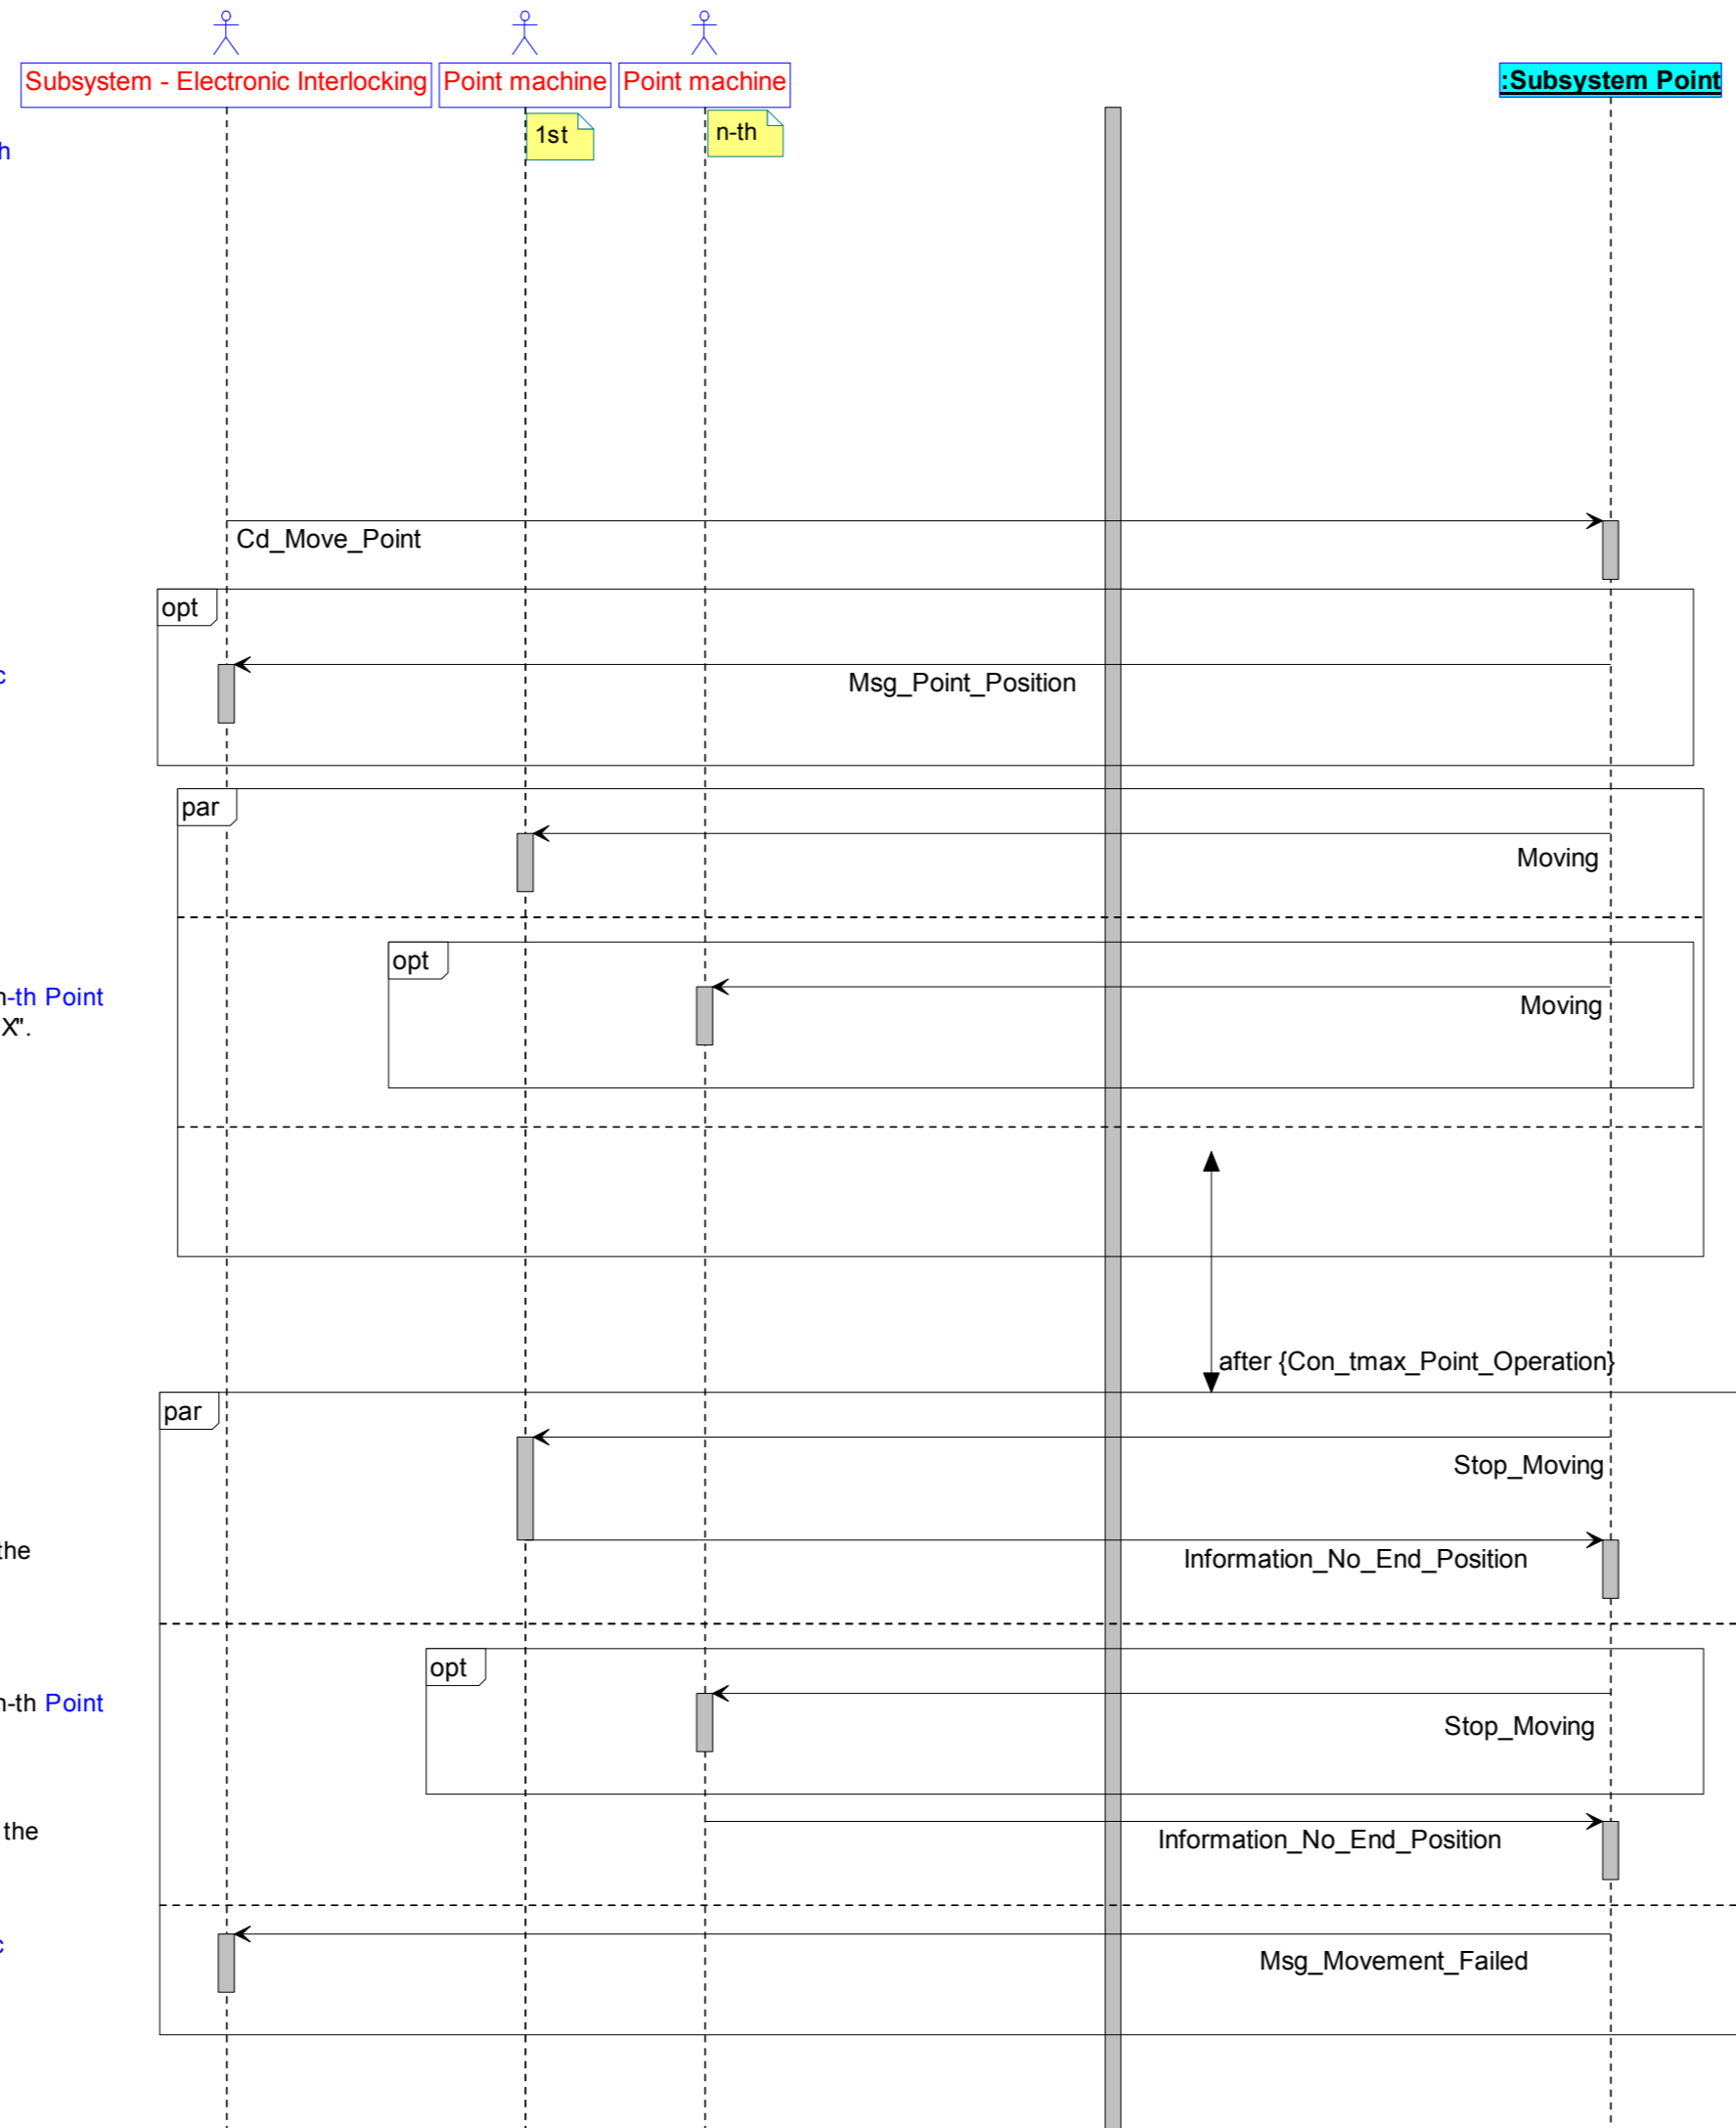 Subsystem - Electronic Interlocking
Point machine
Point machine
:Subsystem Point
1st
n-th
h
Cd_Move_Point
opt
c
Msg_Point_Position
par
Moving
opt
n-th Point
X".
Moving
after {Con_tmax_Point_Operation}
par
Stop_Moving
the
Information_No_End_Position
opt
n-th Point
Stop_Moving
the
Information_No_End_Position
c
Msg_Movement_Failed